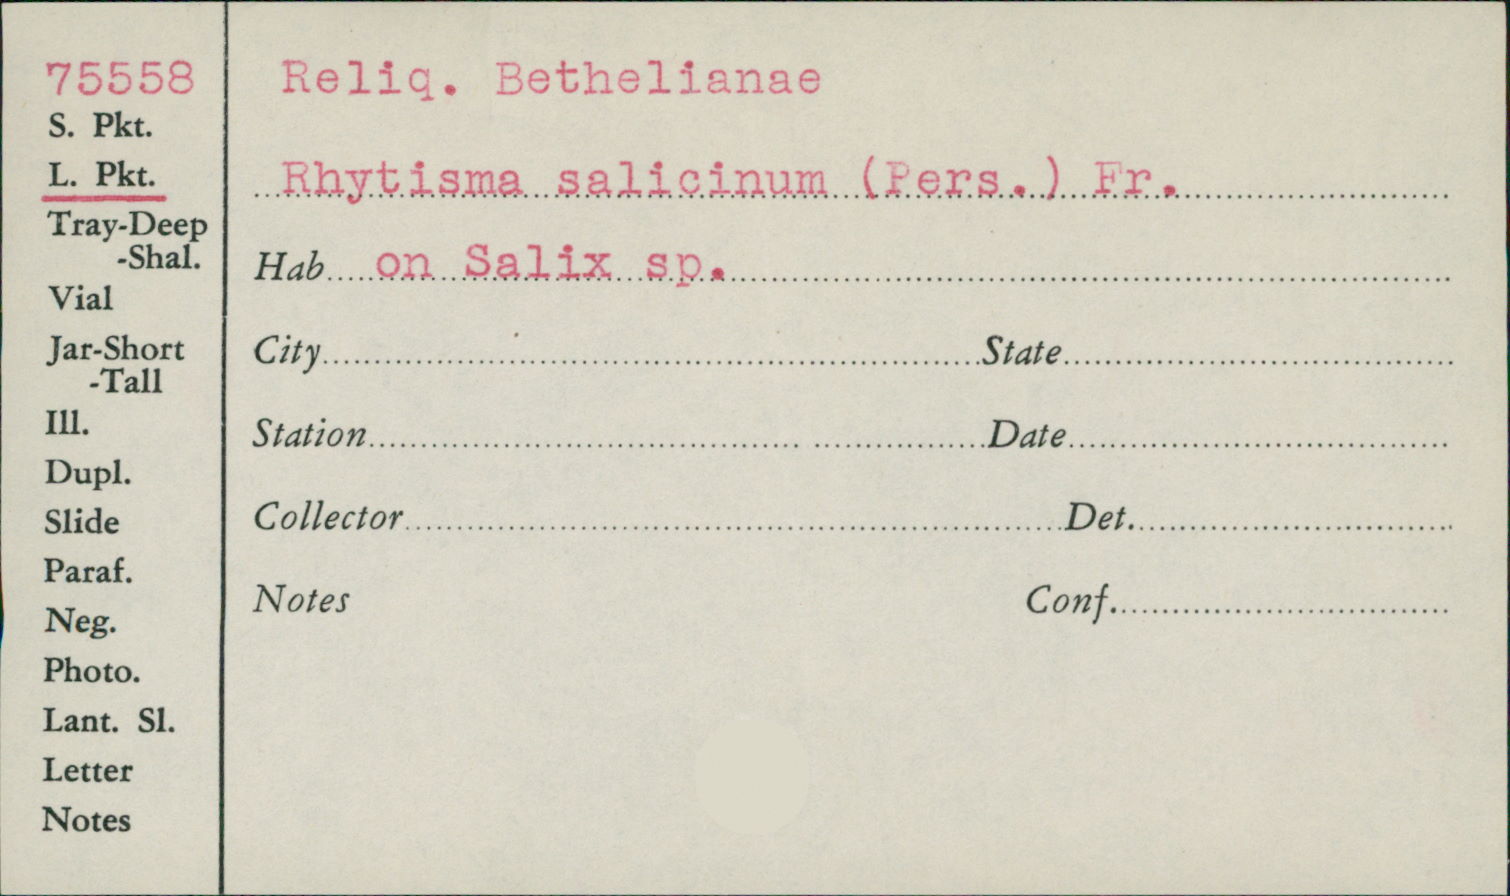 75558
S. Pkt.
L. Pkt.
Tray-Deep
-Shal.
Vial
Jar-Short
-Tall
Ill.
Dupl.
Slide
Paraf.
Neg.
Photo.
Lant. Sl.
Letter
Notes
Reliq. Bethelianae
Rhytisma salicinum (Pers.) Fr.
Hab on Salix sp.
City State
Station Date
Collector Det.
Notes Conf.